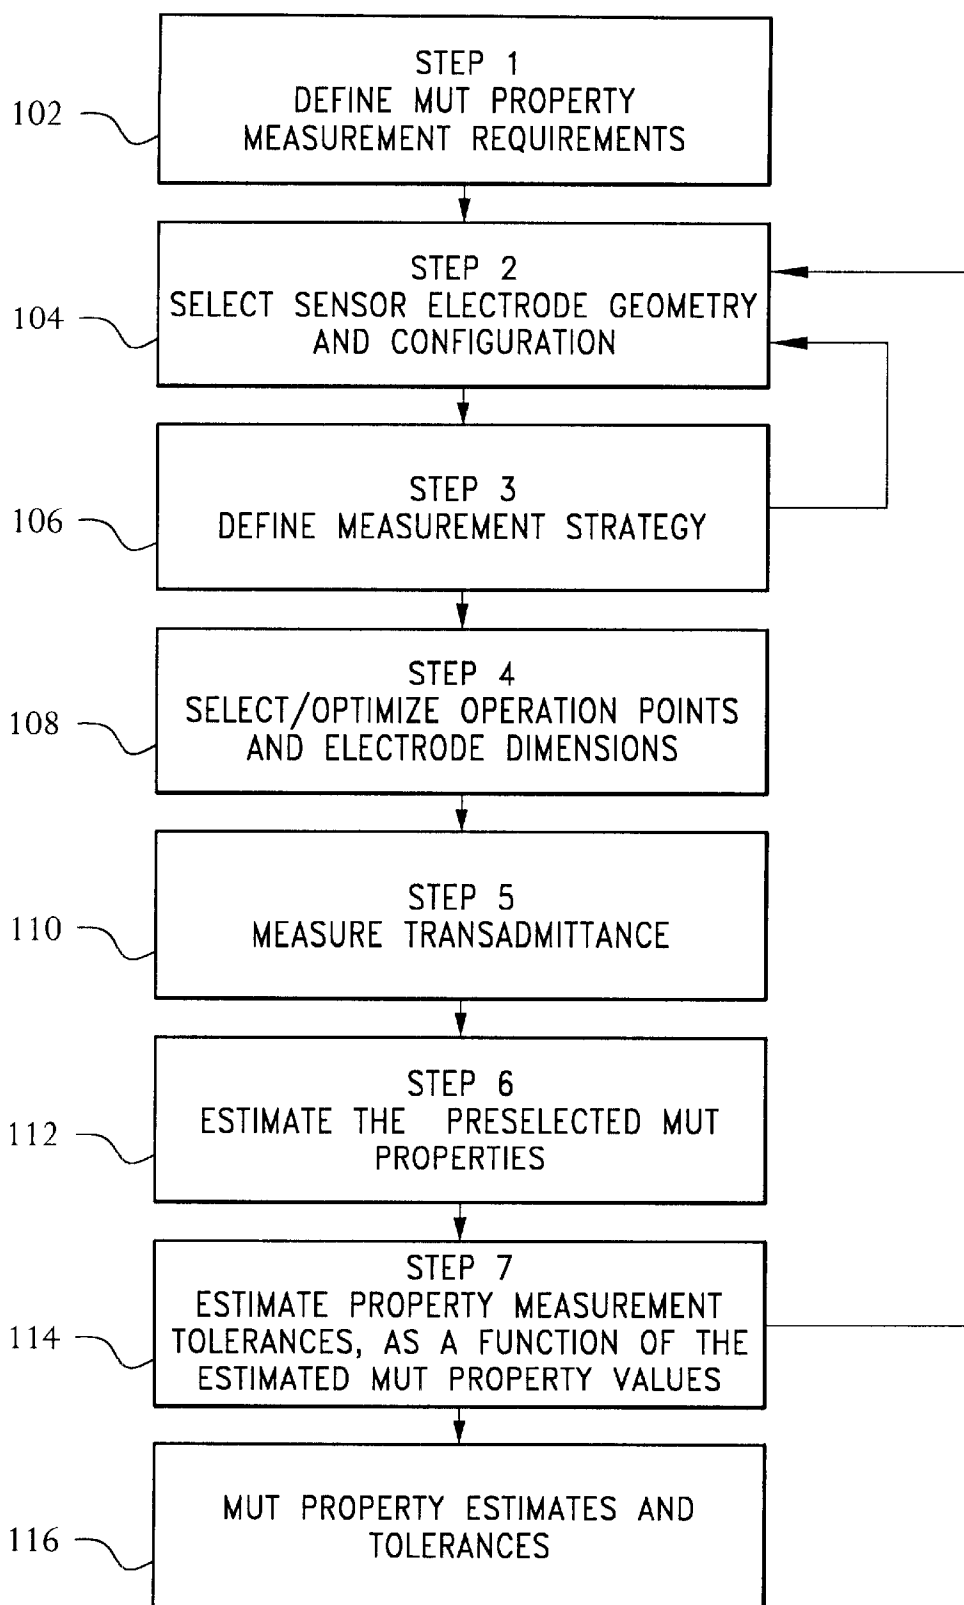 STEP 1
DEFINE MUT PROPERTY
MEASUREMENT REQUIREMENTS
102
STEP 2
SELECT SENSOR ELECTRODE GEOMETRY
AND CONFIGURATION
104
STEP 3
DEFINE MEASUREMENT STRATEGY
106
STEP 4
SELECT/OPTIMIZE OPERATION POINTS
AND ELECTRODE DIMENSIONS
108
STEP 5
MEASURE TRANSADMITTANCE
110
STEP 6
ESTIMATE THE PRESELECTED MUT
PROPERTIES
112
STEP 7
ESTIMATE PROPERTY MEASUREMENT
TOLERANCES, AS A FUNCTION OF THE
ESTIMATED MUT PROPERTY VALUES
114
MUT PROPERTY ESTIMATES AND
TOLERANCES
116